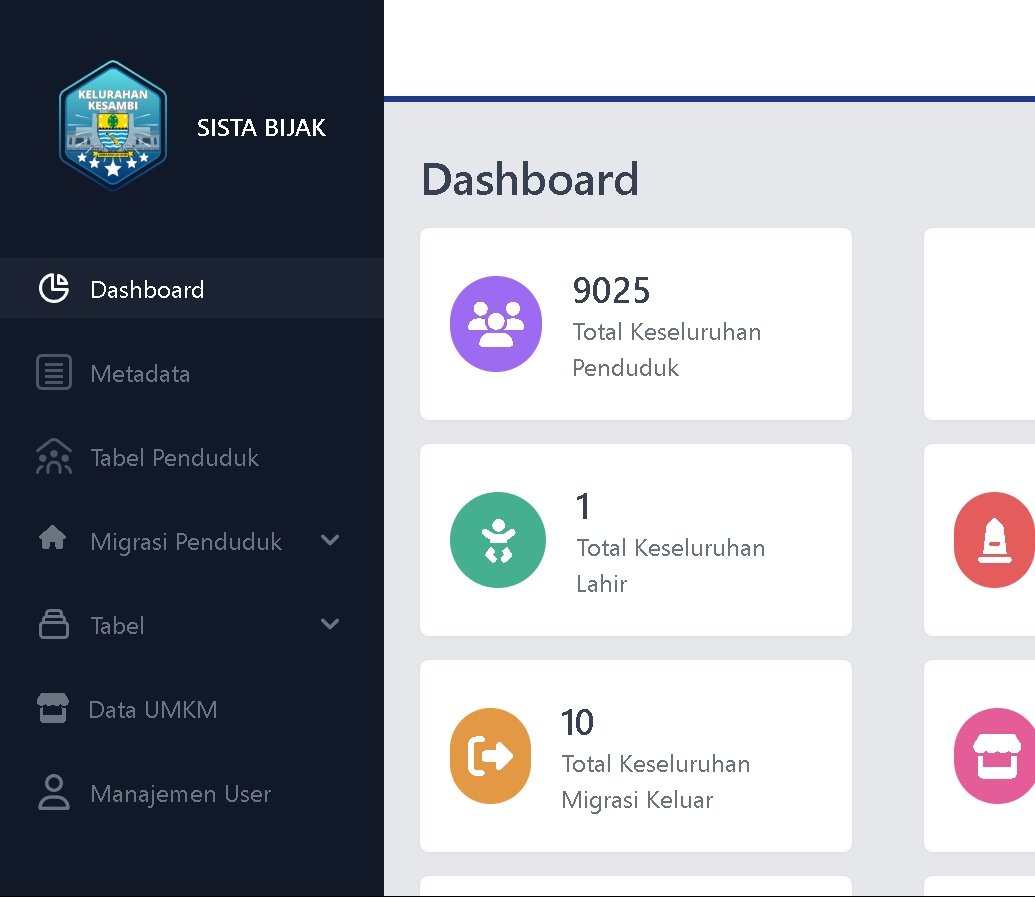 KELURAHAN
KESAMBI
SISTA BIJAK
Dashboard
Metadata
Tabel Penduduk
Migrasi Penduduk
Tabel
Data UMKM
Manajemen User
Dashboard
9025
Total Keseluruhan
Penduduk
1
Total Keseluruhan
Lahir
10
Total Keseluruhan
Migrasi Keluar